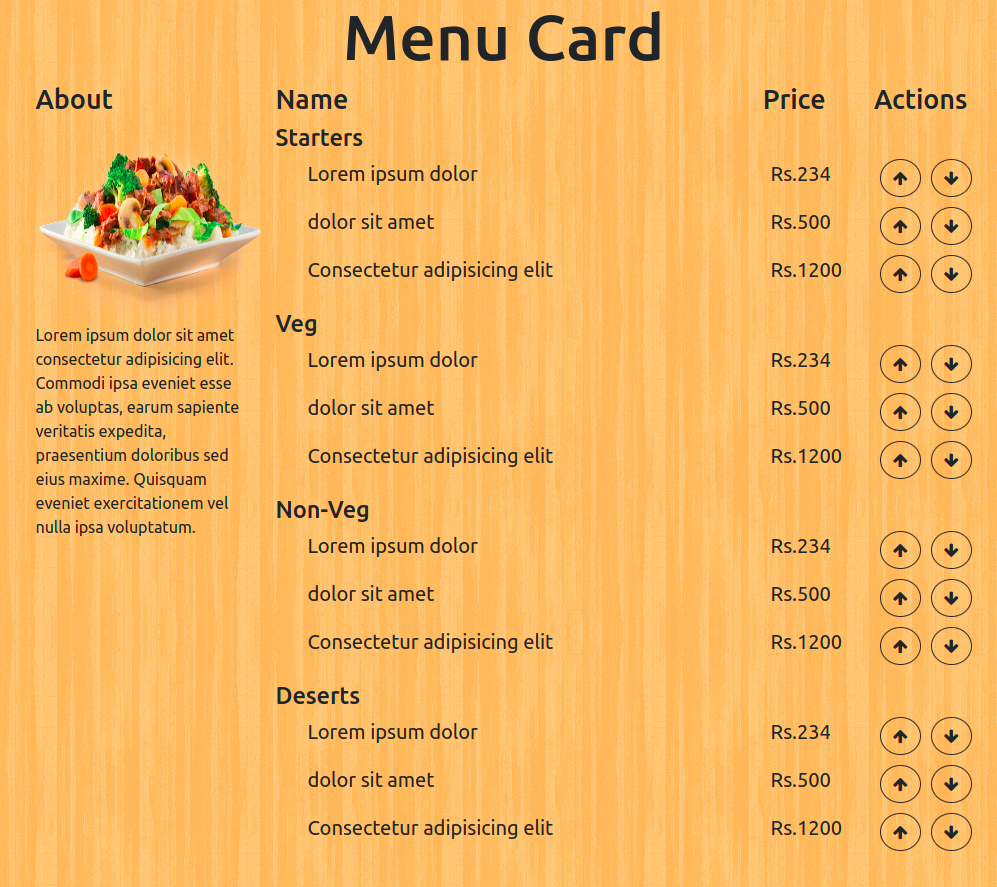 Menu Card
About
Name Price Actions
Lorem ipsum dolor sit amet
consectetur adipisicing elit.
Commodi ipsa eveniet esse
ab voluptas, earum sapiente
veritatis expedita,
praesentium doloribus sed
eius maxime. Quisquam
eveniet exercitationem vel
nulla ipsa voluptatum.
Starters
Lorem ipsum dolor Rs.234
dolor sit amet Rs.500
Consectetur adipisicing elit Rs.1200
Veg
Lorem ipsum dolor Rs.234
dolor sit amet Rs.500
Consectetur adipisicing elit Rs.1200
Non-Veg
Lorem ipsum dolor Rs.234
dolor sit amet Rs.500
Consectetur adipisicing elit Rs.1200
Deserts
Lorem ipsum dolor Rs.234
dolor sit amet Rs.500
Consectetur adipisicing elit Rs.1200